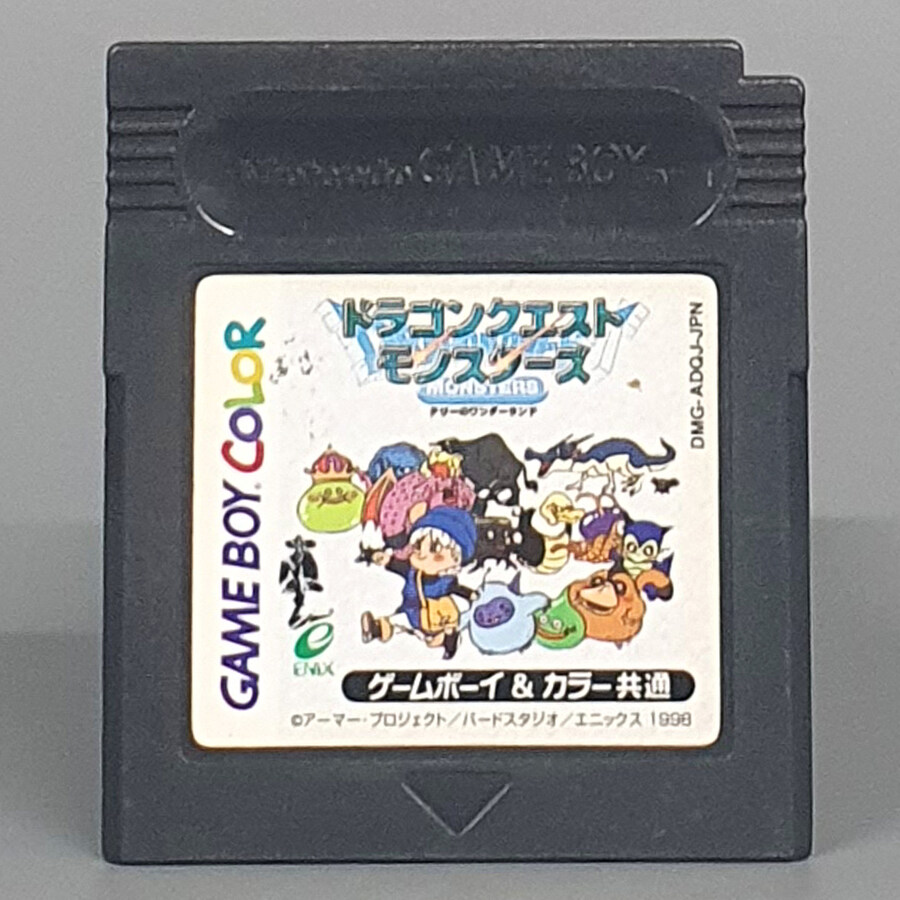 Nintendo GAME BOY
GAME BOY COLOR
ドラゴンクエスト
モンスターズ
MONSTERS
テリーのワンダーランド
DMG-ADQJ-JPN
ENIX
ゲームボーイ & カラー共通
©アーマー・プロジェクト/バードスタジオ/エニックス 1998